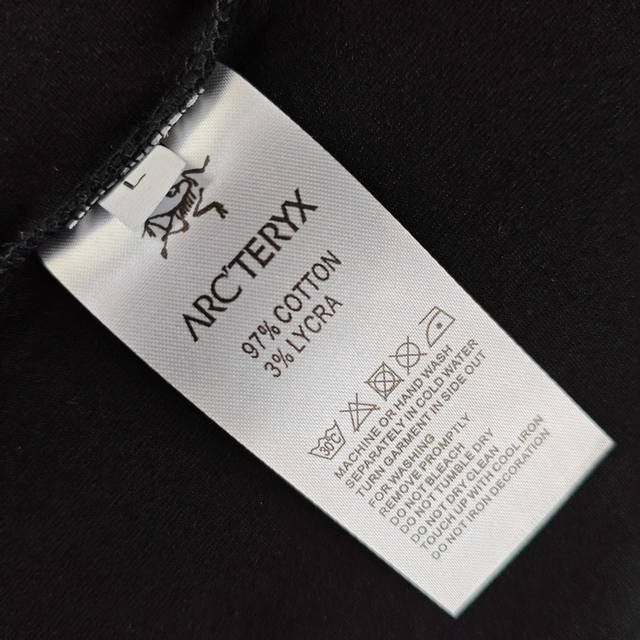 L
ARC'TERYX
97% COTTON
3% LYCRA
30°C
MACHINE OR HAND WASH
SEPARATELY IN COLD WATER
TURN GARMENT IN SIDE OUT
FOR WASHING
REMOVE PROMPTLY
DO NOT BLEACH
DO NOT TUMBLE DRY
DO NOT DRY CLEAN
TOUCH UP WITH COOL IRON
DO NOT IRON DECORATION